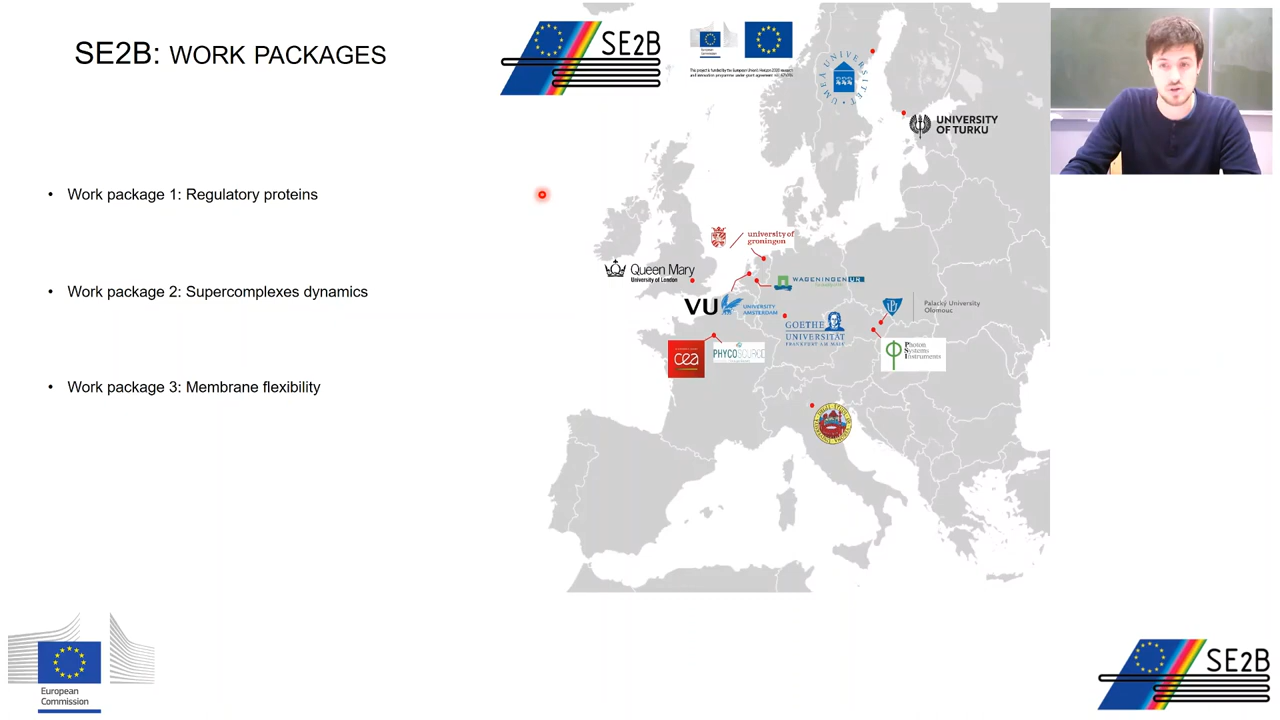 SE2B: WORK PACKAGES
SE2B
European
Commission
UMEÅ UNIVERSITET
UNIVERSITY
OF TURKU
• Work package 1: Regulatory proteins
university of
groningen
Queen Mary
University of London
WAGENINGEN UR
• Work package 2: Supercomplexes dynamics
VU
UNIVERSITY
AMSTERDAM
Palacký University
Olomouc
GOETHE
UNIVERSITÄT
FRANKFURT AM MAIN
cea
PHYCOSOURCE
Photon
Systems
Instruments
• Work package 3: Membrane flexibility
European
Commission
SE2B